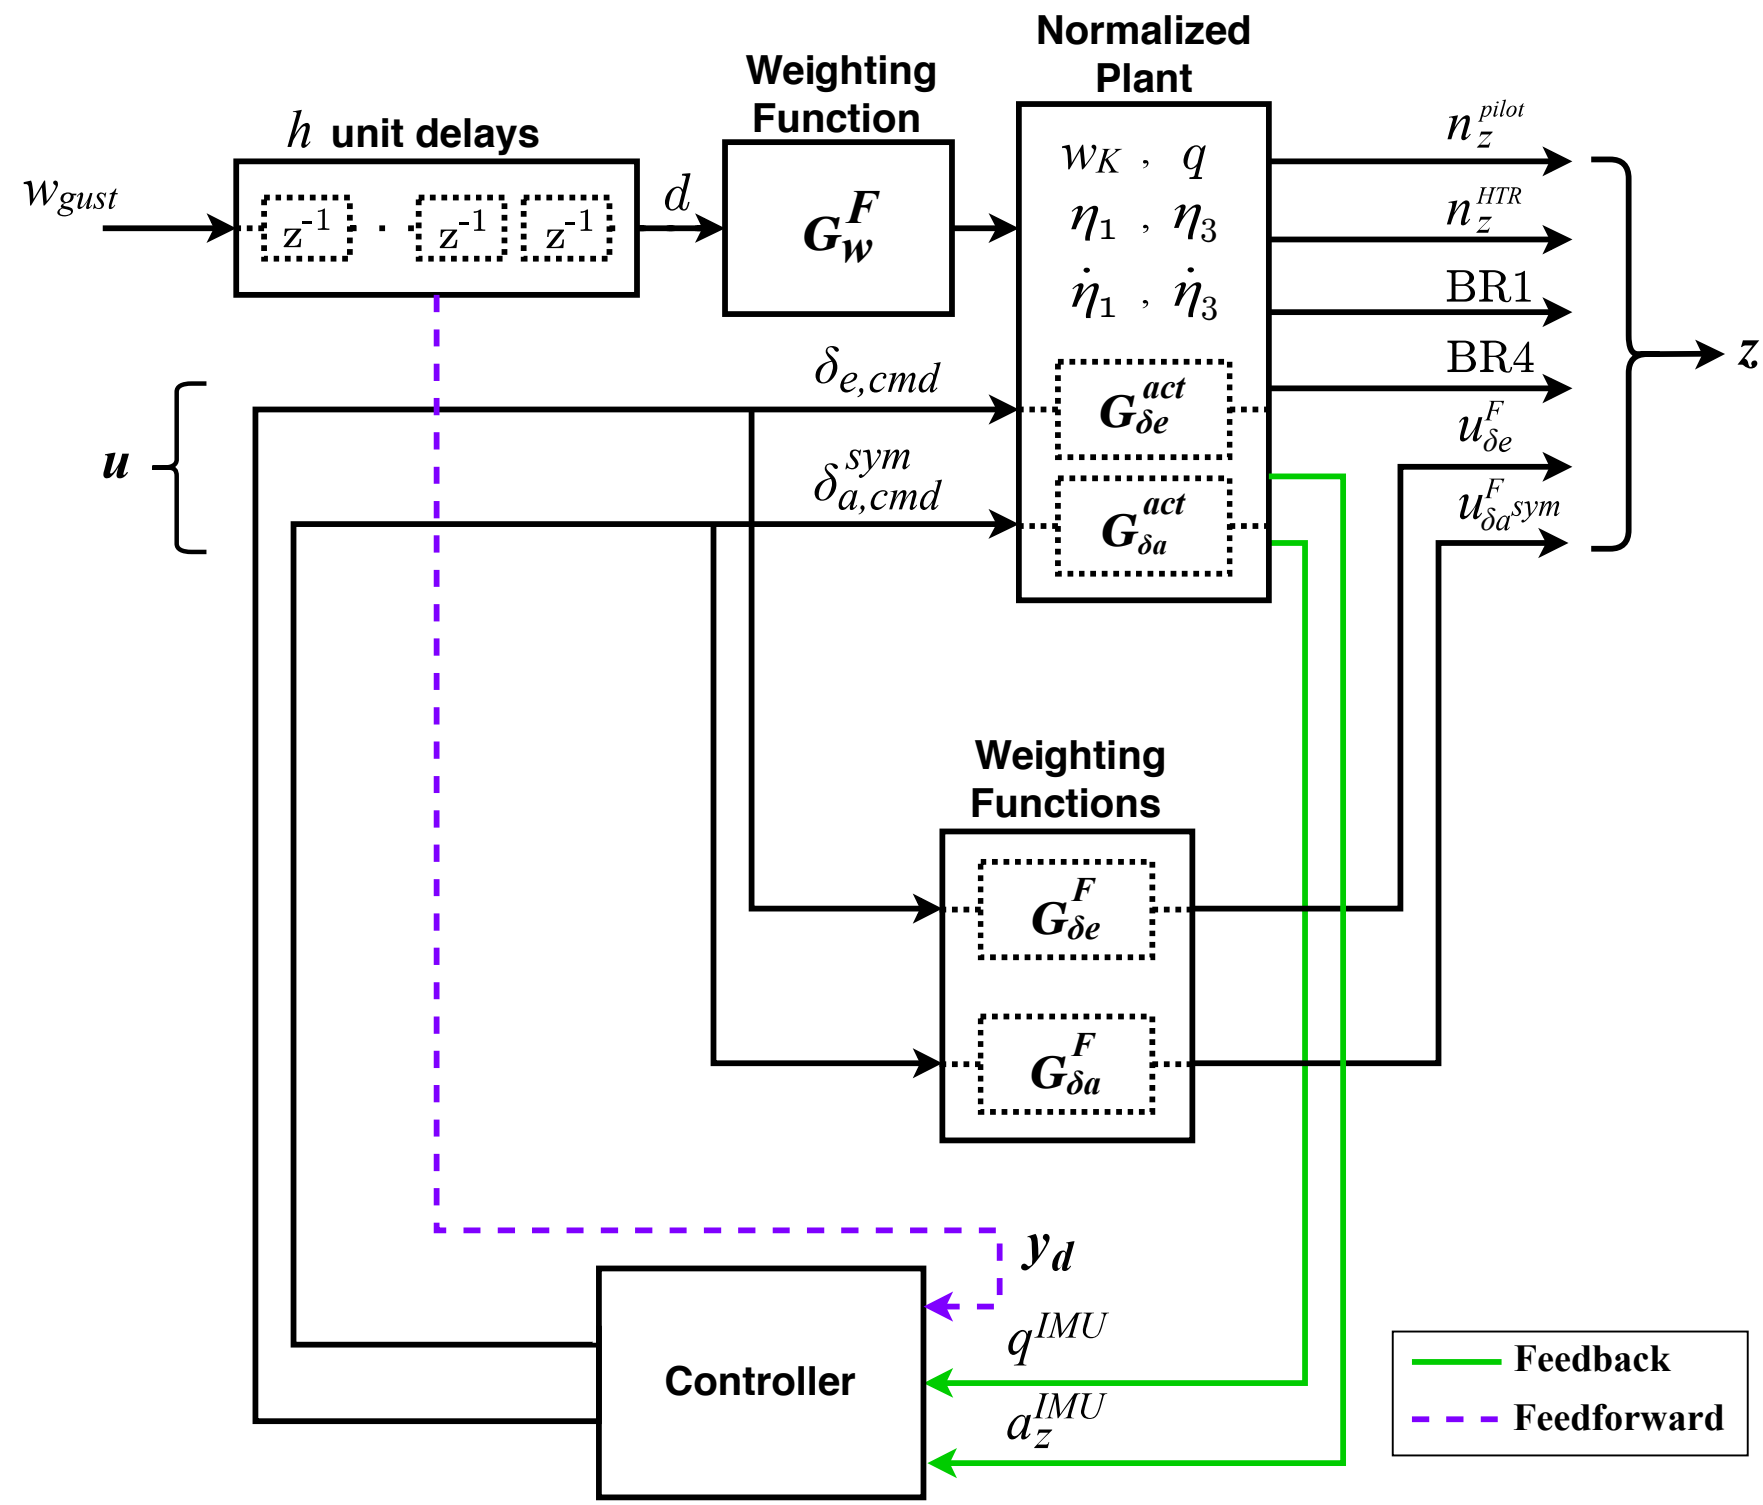 Normalized
Plant
Weighting
Function
h unit delays
w_gust
z^-1 · · z^-1 z^-1
d
G_w^F
w_K , q
η_1 , η_3
η̇_1 , η̇_3
n_z^pilot
n_z^HTR
BR1
BR4
z
δ_e,cmd
G_δe^act
u_δe^F
u
δ_a,cmd^sym
G_δa^act
u_δa^sym^F
Weighting
Functions
G_δe^F
G_δa^F
y_d
q^IMU
Controller
a_z^IMU
Feedback
Feedforward